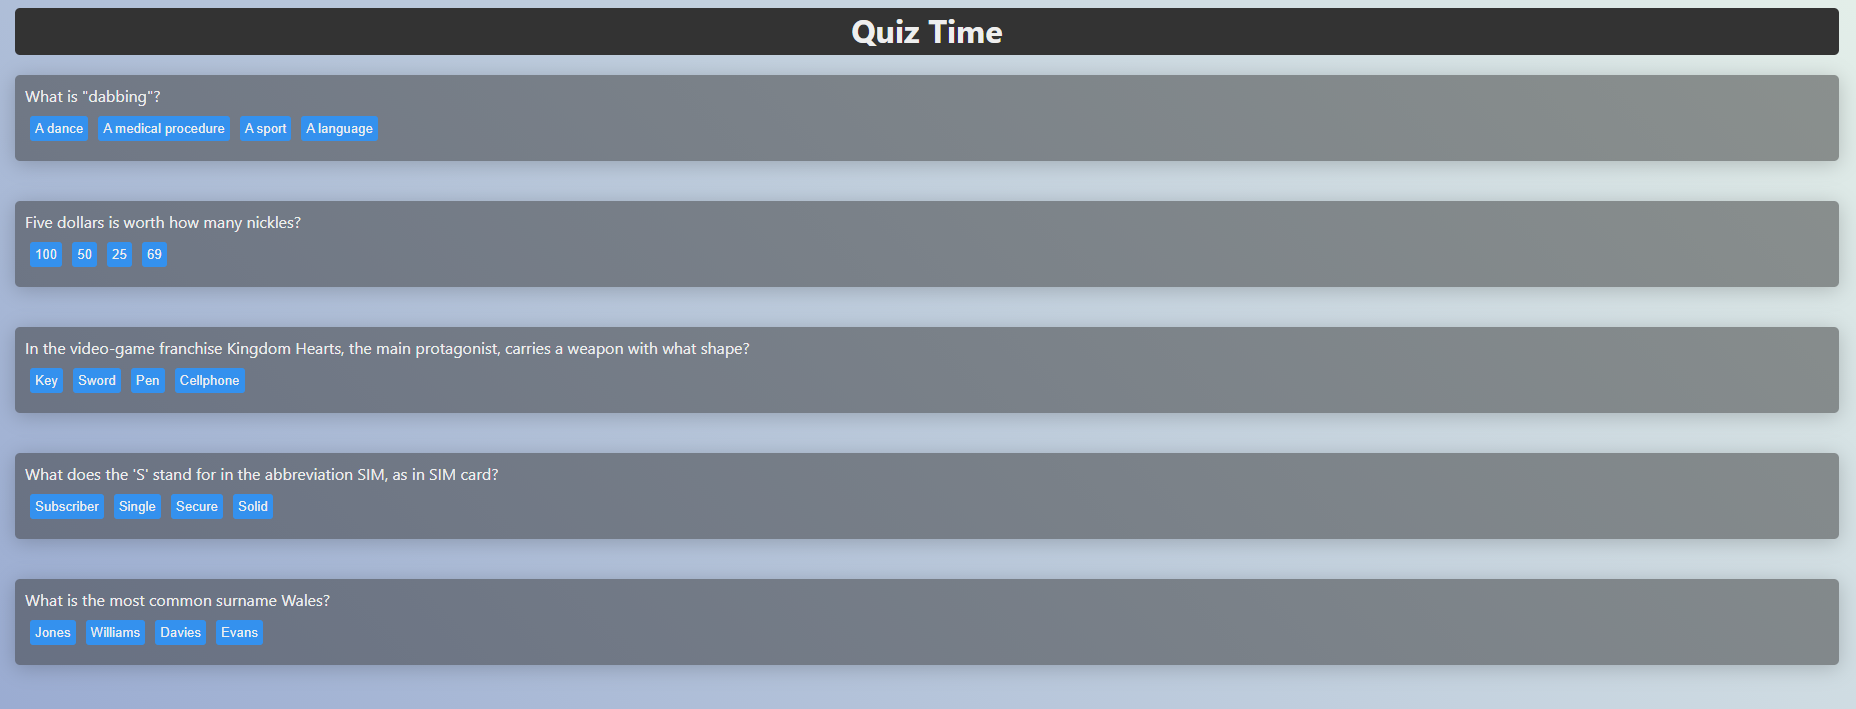 Quiz Time
What is "dabbing"?
A dance A medical procedure A sport A language
Five dollars is worth how many nickles?
100 50 25 69
In the video-game franchise Kingdom Hearts, the main protagonist, carries a weapon with what shape?
Key Sword Pen Cellphone
What does the 'S' stand for in the abbreviation SIM, as in SIM card?
Subscriber Single Secure Solid
What is the most common surname Wales?
Jones Williams Davies Evans